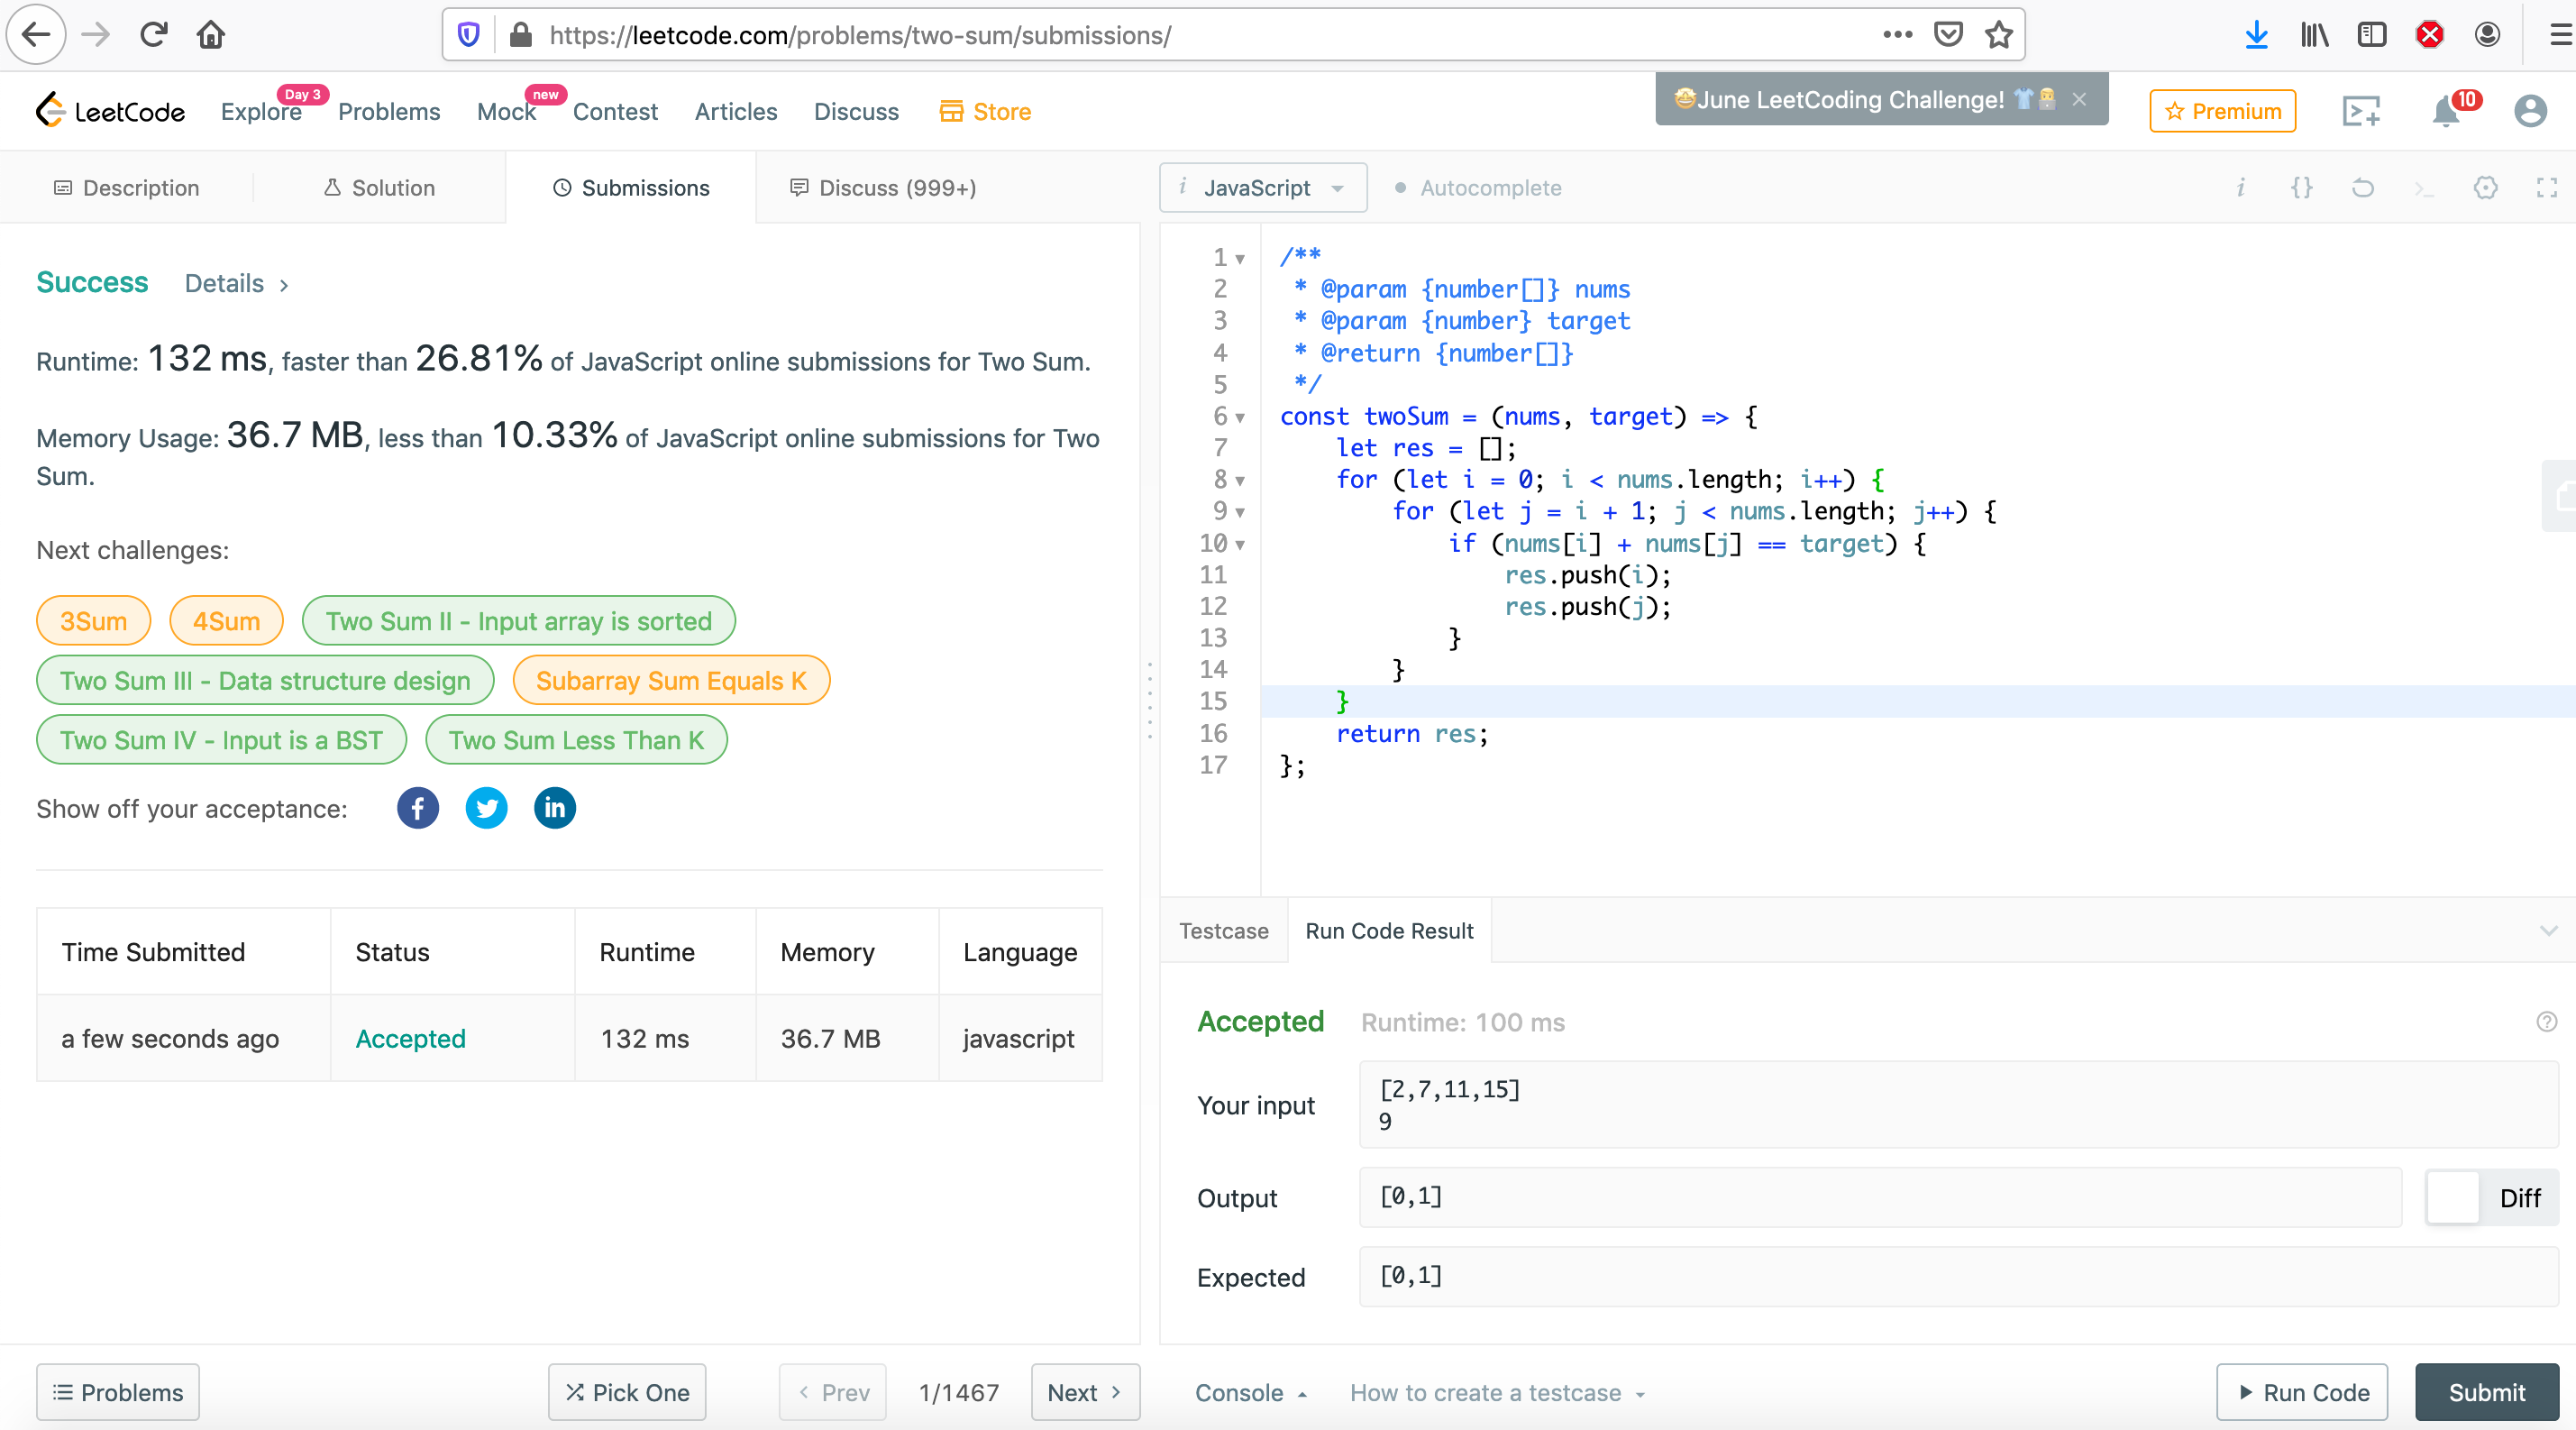 https://leetcode.com/problems/two-sum/submissions/
LeetCode
Explore
Day 3
Problems
Mock
new
Contest
Articles
Discuss
Store
🤩June LeetCoding Challenge! 👕👨‍💻
Premium
10
Description
Solution
Submissions
Discuss (999+)
i JavaScript
Autocomplete
Success Details >
Runtime: 132 ms, faster than 26.81% of JavaScript online submissions for Two Sum.
Memory Usage: 36.7 MB, less than 10.33% of JavaScript online submissions for Two
Sum.
Next challenges:
3Sum 4Sum Two Sum II - Input array is sorted
Two Sum III - Data structure design Subarray Sum Equals K
Two Sum IV - Input is a BST Two Sum Less Than K
Show off your acceptance:
Time Submitted Status Runtime Memory Language
a few seconds ago Accepted 132 ms 36.7 MB javascript
1 /**
2  * @param {number[]} nums
3  * @param {number} target
4  * @return {number[]}
5  */
6 const twoSum = (nums, target) => {
7     let res = [];
8     for (let i = 0; i < nums.length; i++) {
9         for (let j = i + 1; j < nums.length; j++) {
10             if (nums[i] + nums[j] == target) {
11                 res.push(i);
12                 res.push(j);
13             }
14         }
15     }
16     return res;
17 };
Testcase Run Code Result
Accepted Runtime: 100 ms
Your input
[2,7,11,15]
9
Output
[0,1]
Diff
Expected
[0,1]
Problems
Pick One
< Prev
1/1467
Next >
Console
How to create a testcase
Run Code
Submit